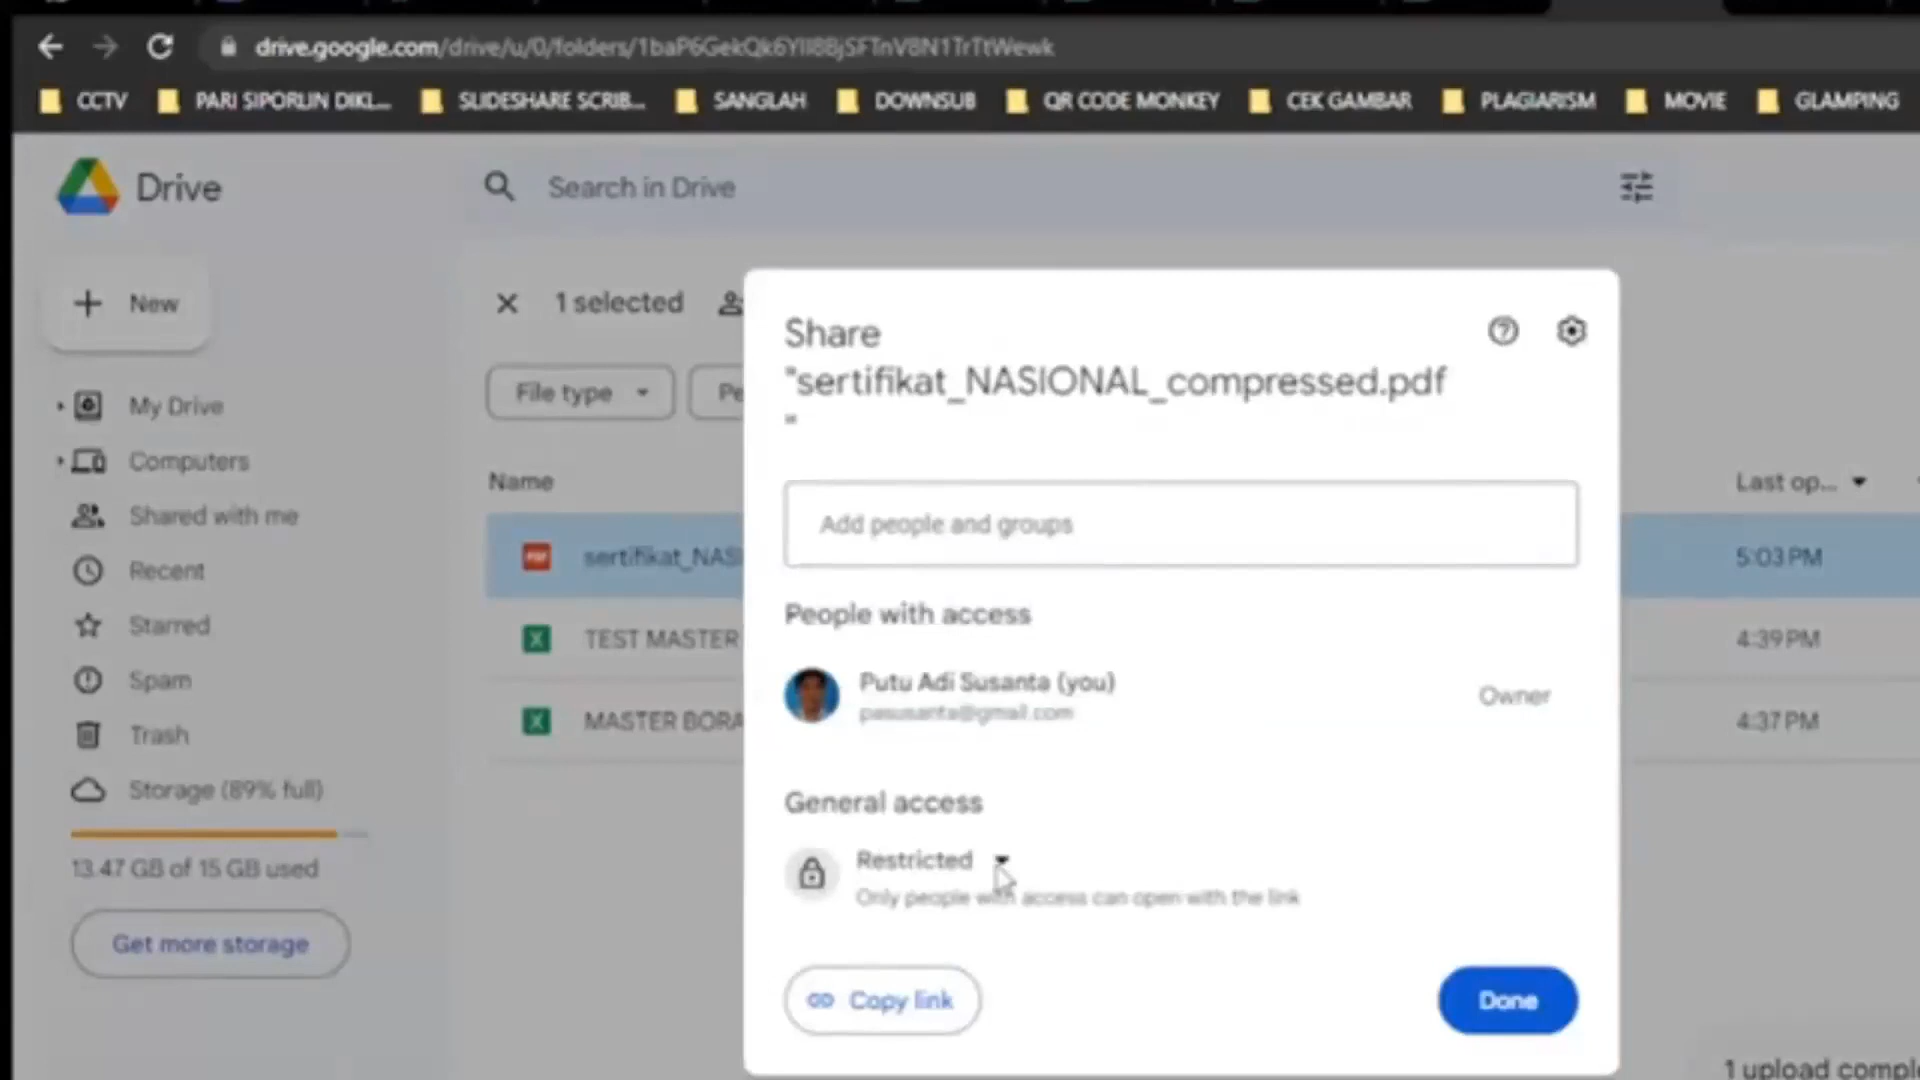 drive.google.com/drive/u/0/folders/
CCTV
PARI SIPORLIN DIKL...
SLIDESHARE SCRIB...
SANGLAH
DOWNSUB
QR CODE MONKEY
CEK GAMBAR
PLAGIARISM
MOVIE
GLAMPING
Drive
Search in Drive
New
1 selected
File type
Pe
My Drive
Computers
Shared with me
Recent
Starred
Spam
Trash
Storage (89% full)
13.47 GB of 15 GB used
Get more storage
Name
Last op...
sertifikat_NAS
5:03 PM
TEST MASTER
4:39 PM
MASTER BORA
4:37 PM
Share
"sertifikat_NASIONAL_compressed.pdf
"
Add people and groups
People with access
Putu Adi Susanta (you)
pasusanta@gmail.com
Owner
General access
Restricted
Only people with access can open with the link
Copy link
Done
1 upload comple